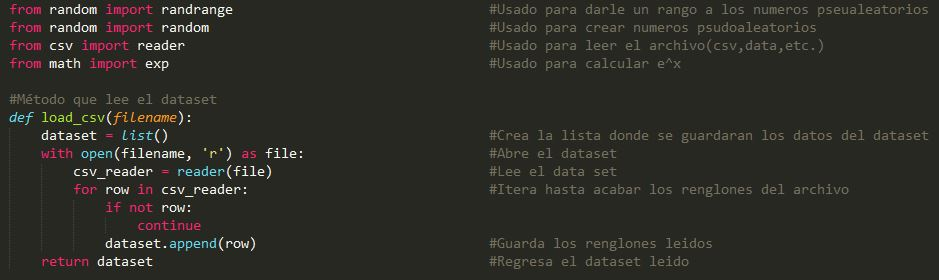 from random import randrange #Usado para darle un rango a los numeros pseualeatorios
from random import random #Usado para crear numeros psudoaleatorios
from csv import reader #Usado para leer el archivo(csv,data,etc.)
from math import exp #Usado para calcular e^x

#Método que lee el dataset
def load_csv(filename):
    dataset = list() #Crea la lista donde se guardaran los datos del dataset
    with open(filename, 'r') as file: #Abre el dataset
        csv_reader = reader(file) #Lee el data set
        for row in csv_reader: #Itera hasta acabar los renglones del archivo
            if not row:
                continue
            dataset.append(row) #Guarda los renglones leidos
    return dataset #Regresa el dataset leido